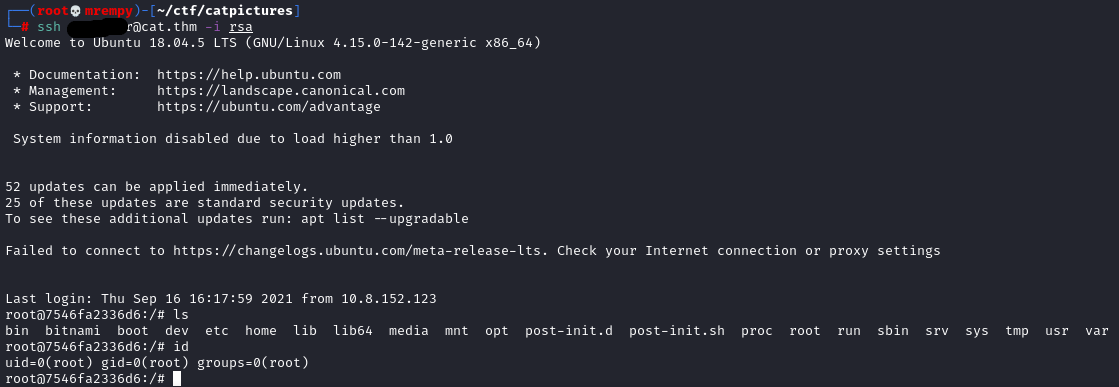 ┌──(root💀mrempy)-[~/ctf/catpictures]
└─# ssh r@cat.thm -i rsa
Welcome to Ubuntu 18.04.5 LTS (GNU/Linux 4.15.0-142-generic x86_64)
* Documentation: https://help.ubuntu.com
* Management: https://landscape.canonical.com
* Support: https://ubuntu.com/advantage
System information disabled due to load higher than 1.0
52 updates can be applied immediately.
25 of these updates are standard security updates.
To see these additional updates run: apt list --upgradable
Failed to connect to https://changelogs.ubuntu.com/meta-release-lts. Check your Internet connection or proxy settings
Last login: Thu Sep 16 16:17:59 2021 from 10.8.152.123
root@7546fa2336d6:/# ls
bin bitnami boot dev etc home lib lib64 media mnt opt post-init.d post-init.sh proc root run sbin srv sys tmp usr var
root@7546fa2336d6:/# id
uid=0(root) gid=0(root) groups=0(root)
root@7546fa2336d6:/#